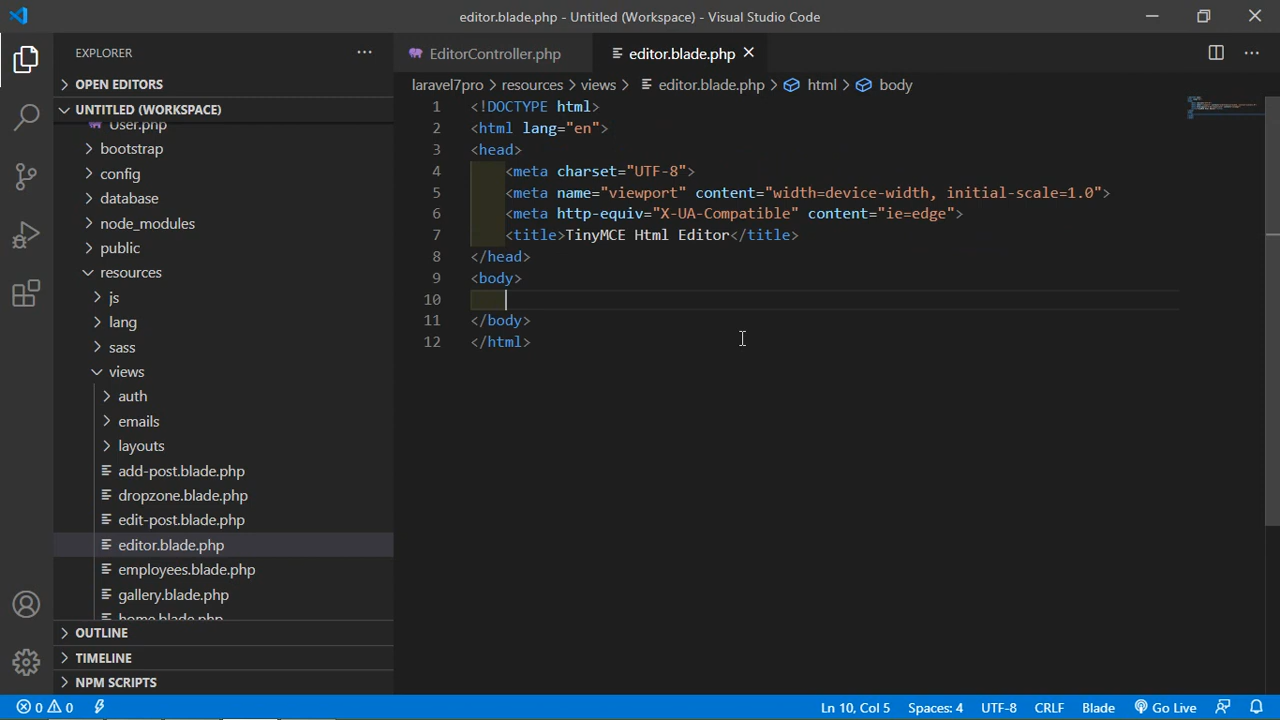 editor.blade.php - Untitled (Workspace) - Visual Studio Code
EXPLORER
OPEN EDITORS
UNTITLED (WORKSPACE)
User.php
bootstrap
config
database
node_modules
public
resources
js
lang
sass
views
auth
emails
layouts
add-post.blade.php
dropzone.blade.php
edit-post.blade.php
editor.blade.php
employees.blade.php
gallery.blade.php
home.blade.php
OUTLINE
TIMELINE
NPM SCRIPTS
EditorController.php editor.blade.php
laravel7pro > resources > views > editor.blade.php > html > body
1 <!DOCTYPE html>
2 <html lang="en">
3 <head>
4 <meta charset="UTF-8">
5 <meta name="viewport" content="width=device-width, initial-scale=1.0">
6 <meta http-equiv="X-UA-Compatible" content="ie=edge">
7 <title>TinyMCE Html Editor</title>
8 </head>
9 <body>
10
11 </body>
12 </html>
0 0 Ln 10, Col 5 Spaces: 4 UTF-8 CRLF Blade Go Live